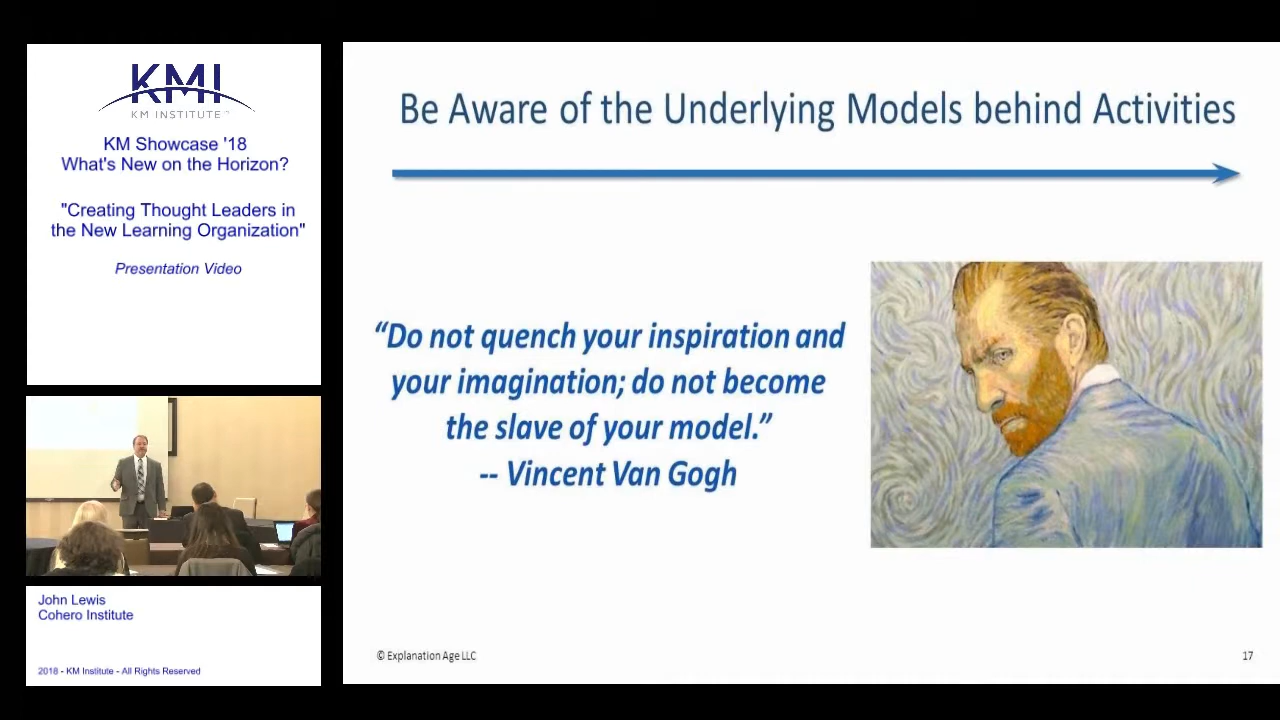 KMI
KM INSTITUTE
KM Showcase '18
What's New on the Horizon?
"Creating Thought Leaders in
the New Learning Organization"
Presentation Video
John Lewis
Cohero Institute
2018 - KM Institute - All Rights Reserved
Be Aware of the Underlying Models behind Activities
“Do not quench your inspiration and
your imagination; do not become
the slave of your model.”
-- Vincent Van Gogh
© Explanation Age LLC
17